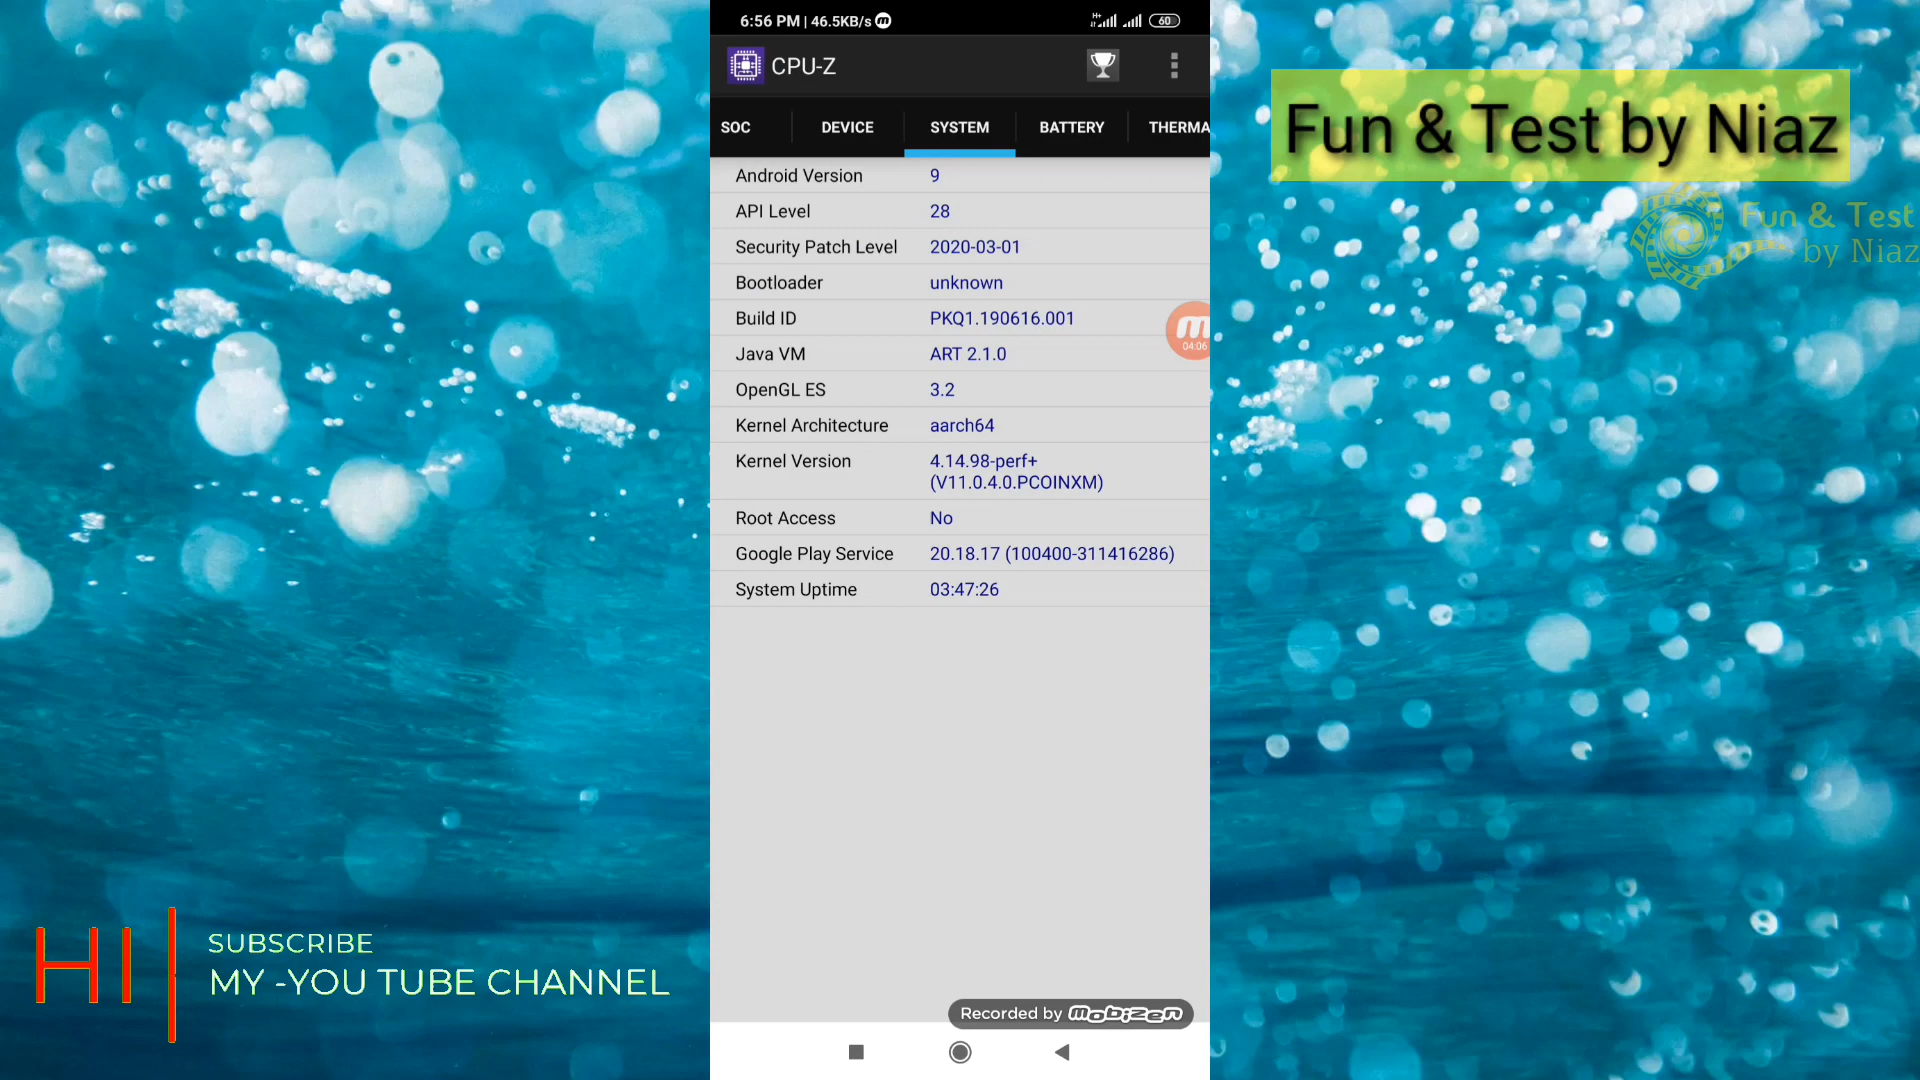 6:56 PM | 46.5KB/s
H+
60
CPU-Z
SOC
DEVICE
SYSTEM
BATTERY
THERMA
Android Version 9
API Level 28
Security Patch Level 2020-03-01
Bootloader unknown
Build ID PKQ1.190616.001
Java VM ART 2.1.0
OpenGL ES 3.2
Kernel Architecture aarch64
Kernel Version 4.14.98-perf+
(V11.0.4.0.PCOINXM)
Root Access No
Google Play Service 20.18.17 (100400-311416286)
System Uptime 03:47:26
04:06
Recorded by Mobizen
Fun & Test by Niaz
Fun & Test
by Niaz
HI
SUBSCRIBE
MY -YOU TUBE CHANNEL